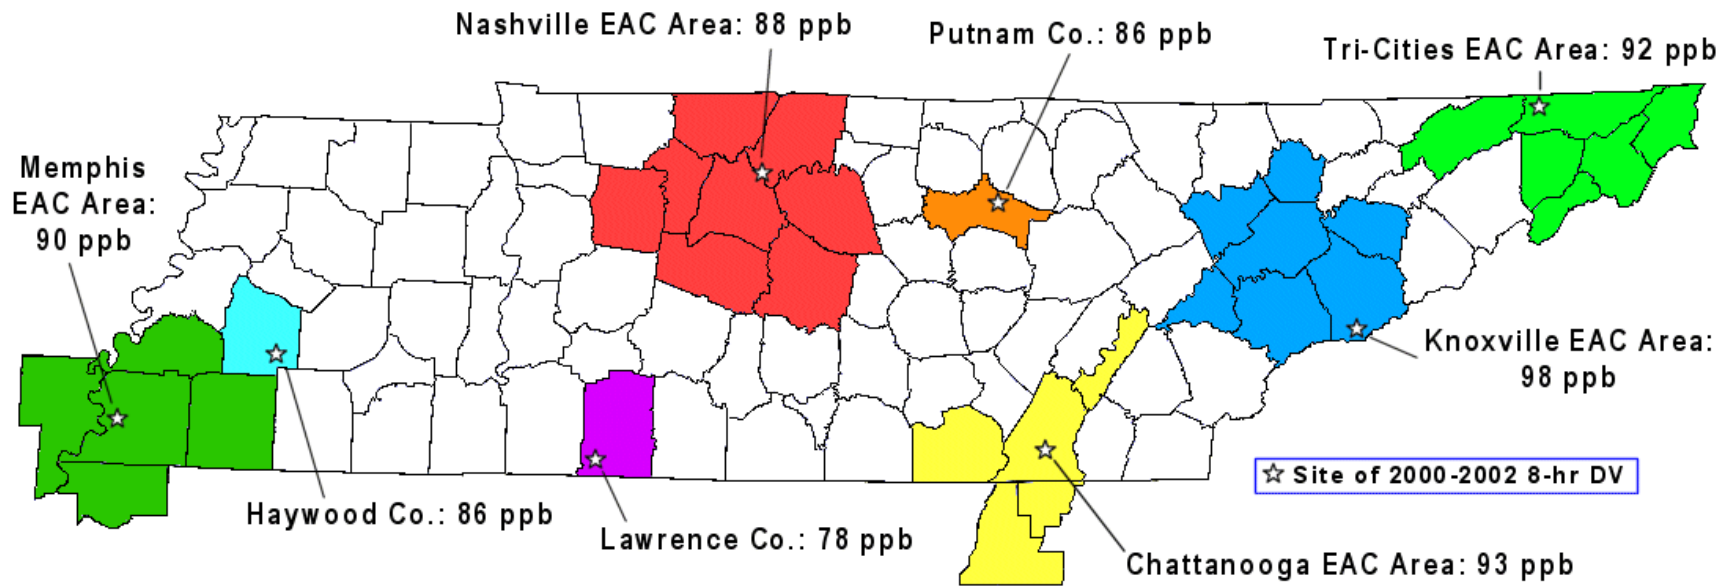 Nashville EAC Area: 88 ppb
Putnam Co.: 86 ppb
Tri-Cities EAC Area: 92 ppb
Memphis
EAC Area:
90 ppb
Knoxville EAC Area:
98 ppb
Site of 2000-2002 8-hr DV
Haywood Co.: 86 ppb
Lawrence Co.: 78 ppb
Chattanooga EAC Area: 93 ppb